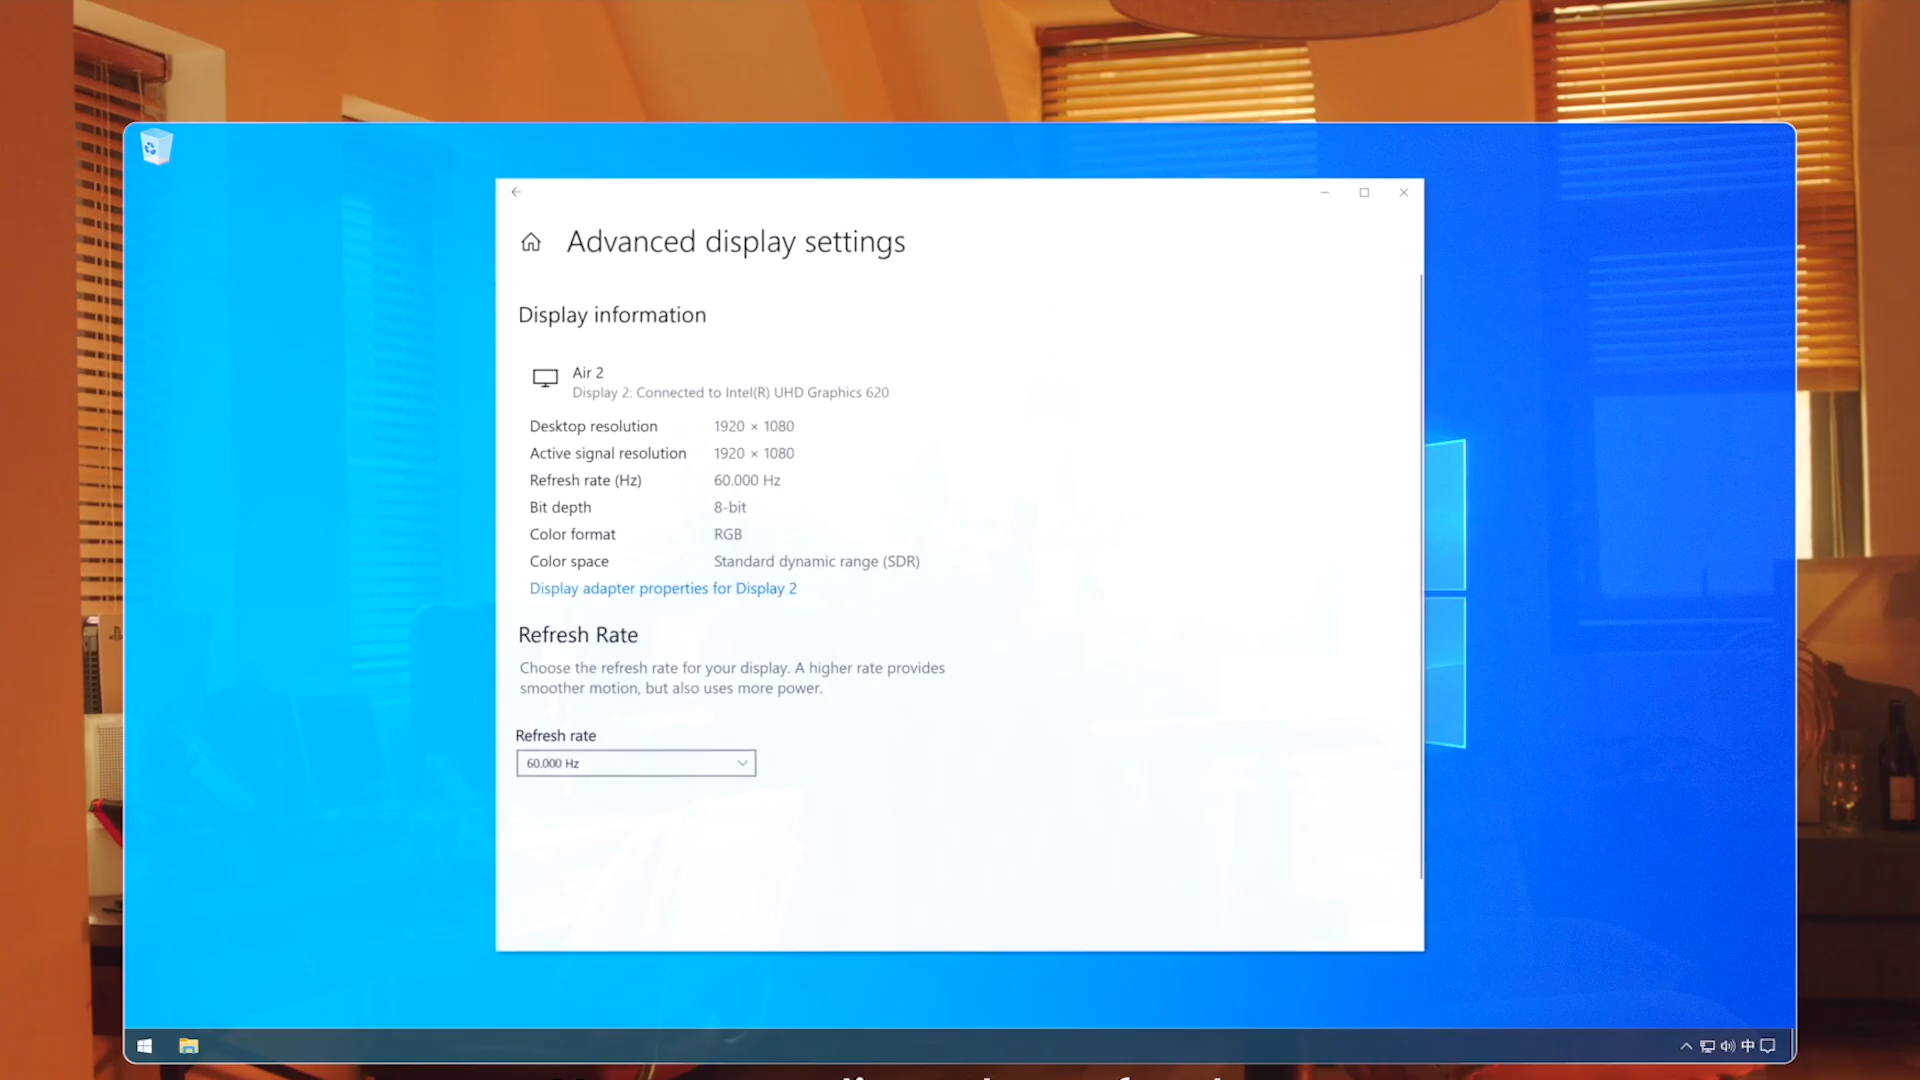 Advanced display settings
Display information
Air 2
Display 2: Connected to Intel(R) UHD Graphics 620
Desktop resolution 1920 × 1080
Active signal resolution 1920 × 1080
Refresh rate (Hz) 60.000 Hz
Bit depth 8-bit
Color format RGB
Color space Standard dynamic range (SDR)
Display adapter properties for Display 2
Refresh Rate
Choose the refresh rate for your display. A higher rate provides
smoother motion, but also uses more power.
Refresh rate
60.000 Hz
中